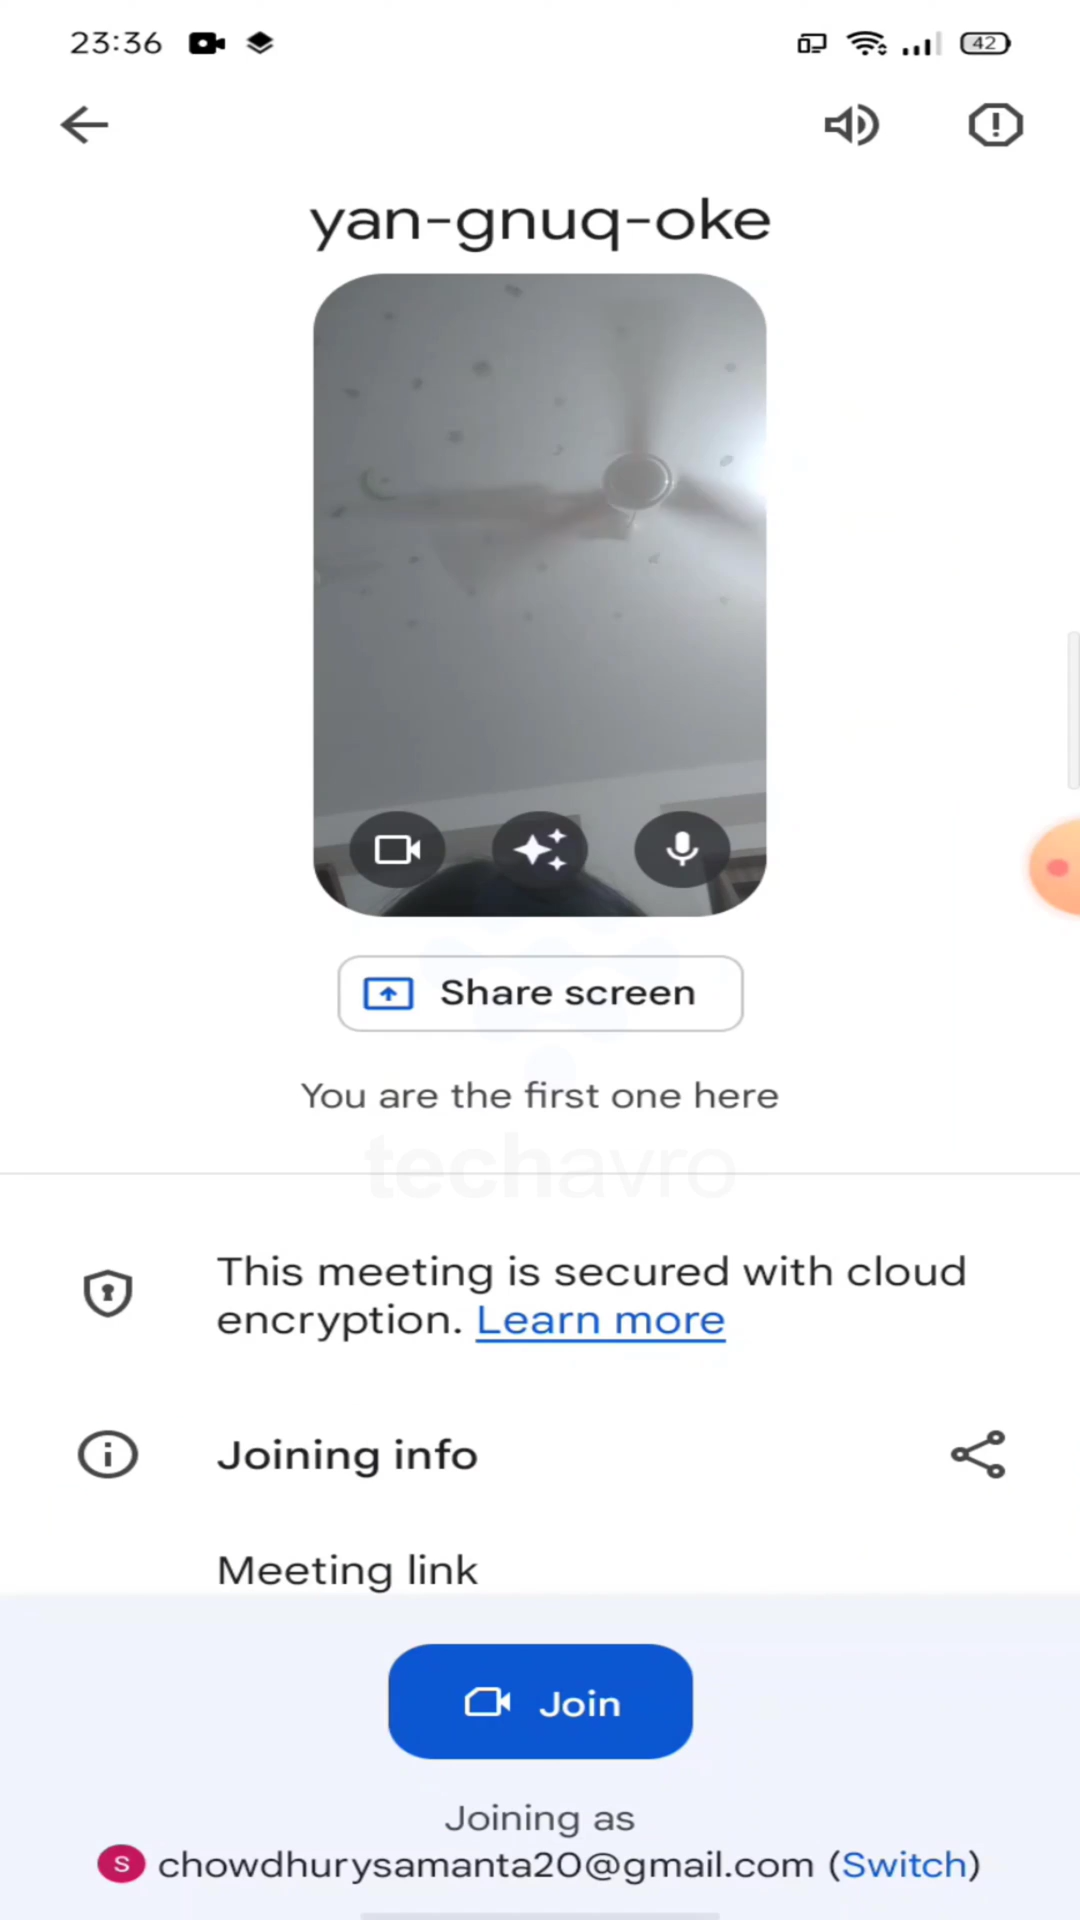 23:36
42
yan-gnuq-oke
Share screen
You are the first one here
techavro
This meeting is secured with cloud
encryption. Learn more
Joining info
Meeting link
Join
Joining as
S chowdhurysamanta20@gmail.com (Switch)